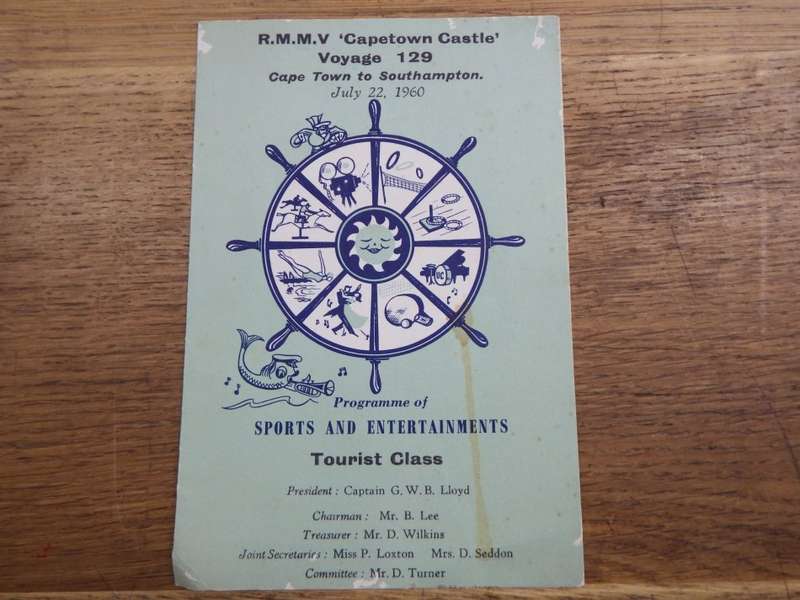 R.M.M.V 'Capetown Castle'
Voyage 129
Cape Town to Southampton.
July 22, 1960
UC
Programme of
SPORTS AND ENTERTAINMENTS
Tourist Class
President : Captain G. W. B. Lloyd
Chairman : Mr. B. Lee
Treasurer : Mr. D. Wilkins
Joint Secretaries : Miss P. Loxton Mrs. D. Seddon
Committee : Mr. D. Turner